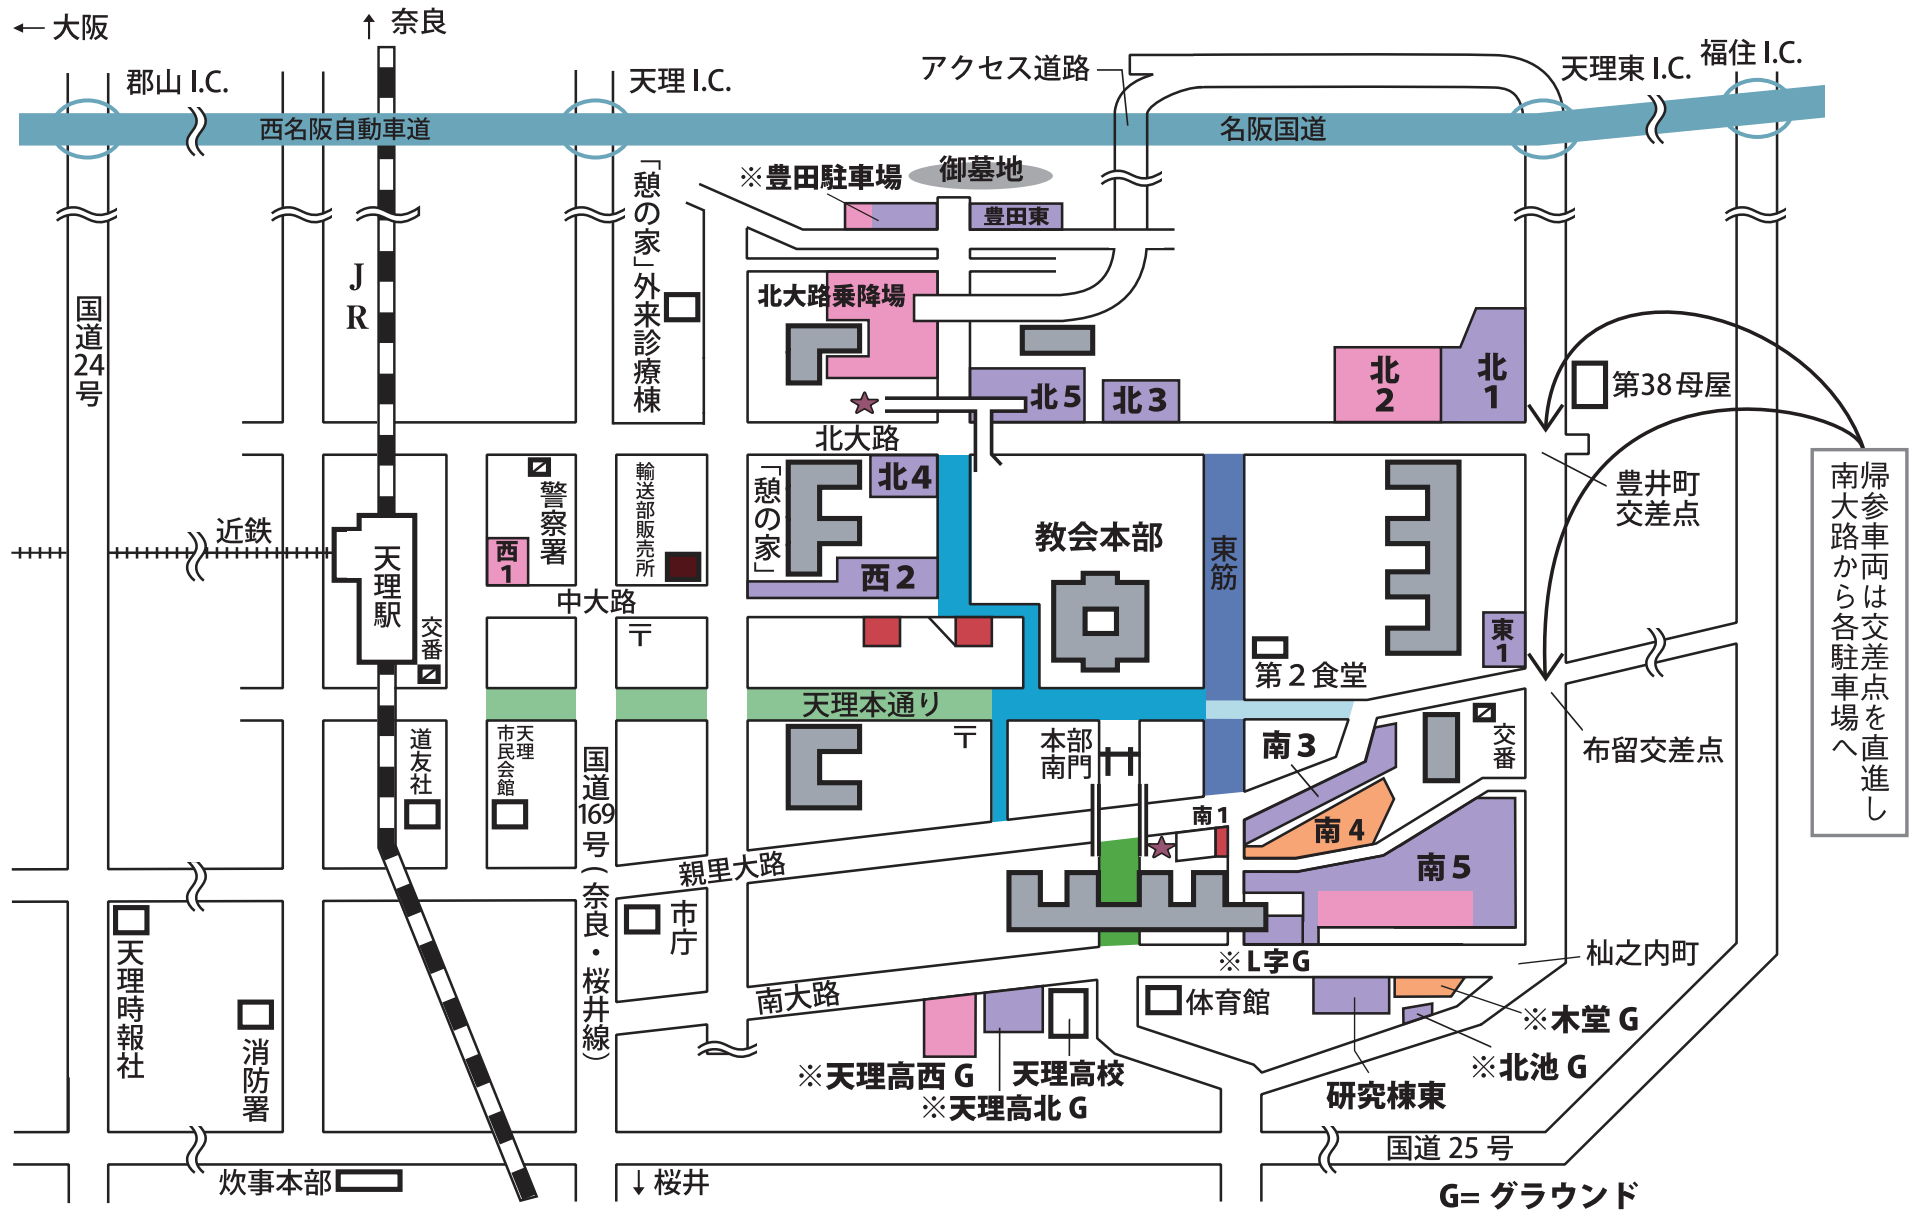 ← 大阪
↑ 奈良
郡山 I.C.
天理 I.C.
アクセス道路
天理東 I.C.
福住 I.C.
西名阪自動車道
名阪国道
※豊田駐車場
御墓地
豊田東
「憩の家」外来診療棟
国道24号
JR
北大路乗降場
北5
北3
北2
北1
第38母屋
北大路
豊井町
交差点
帰参車両は交差点を直進し
南大路から各駐車場へ
近鉄
天理駅
交番
西1
警察署
輸送部販売所
「憩の家」
北4
西2
教会本部
東筋
中大路
〒
第2食堂
東1
天理本通り
〒
本部
南門
南3
交番
布留交差点
道友社
天理
市民会館
国道169号(奈良・桜井線)
南1
南4
南5
親里大路
市庁
※L字G
杣之内町
天理時報社
消防署
南大路
体育館
※木堂 G
※北池 G
※天理高西 G
天理高校
※天理高北 G
研究棟東
国道 25 号
炊事本部
↓ 桜井
G= グラウンド